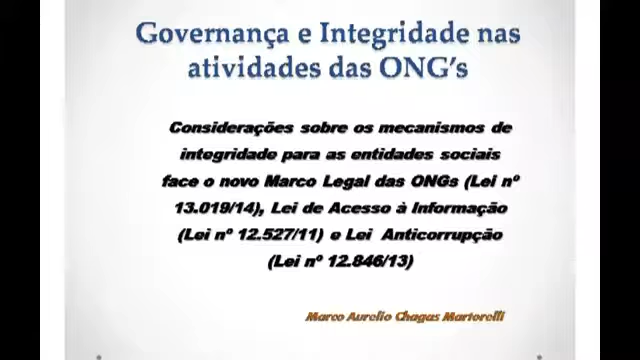 Governança e Integridade nas
atividades das ONG's
Considerações sobre os mecanismos de
integridade para as entidades sociais
face o novo Marco Legal das ONGs (Lei nº
13.019/14), Lei de Acesso à Informação
(Lei nº 12.527/11) e Lei Anticorrupção
(Lei nº 12.846/13)
Marco Aurelio Chagas Martorelli